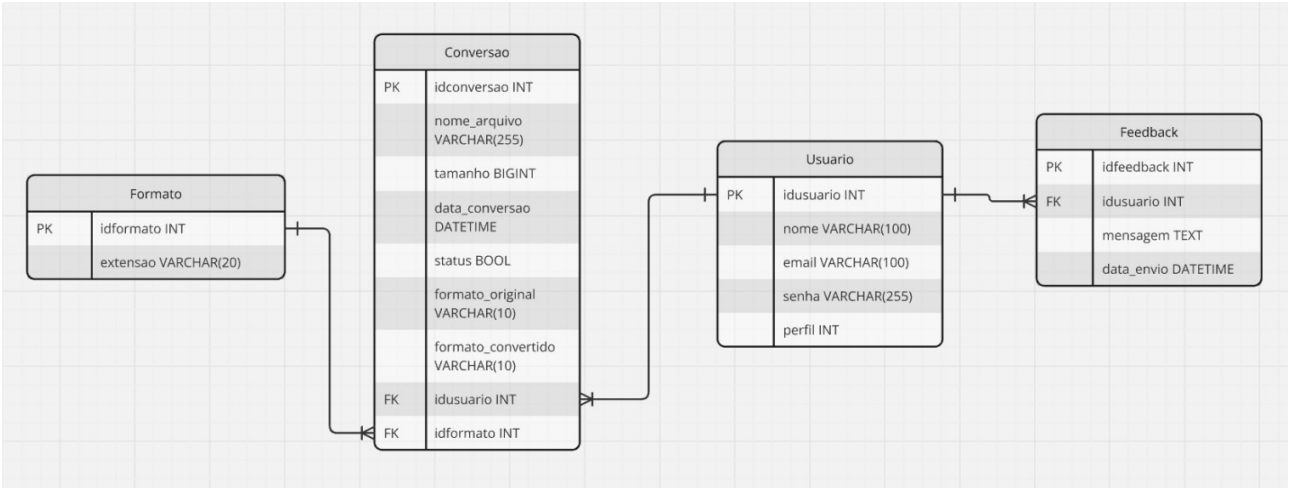 Formato
PK idformato INT
extensao VARCHAR(20)
Conversao
PK idconversao INT
nome_arquivo
VARCHAR(255)
tamanho BIGINT
data_conversao
DATETIME
status BOOL
formato_original
VARCHAR(10)
formato_convertido
VARCHAR(10)
FK idusuario INT
FK idformato INT
Usuario
PK idusuario INT
nome VARCHAR(100)
email VARCHAR(100)
senha VARCHAR(255)
perfil INT
Feedback
PK idfeedback INT
FK idusuario INT
mensagem TEXT
data_envio DATETIME